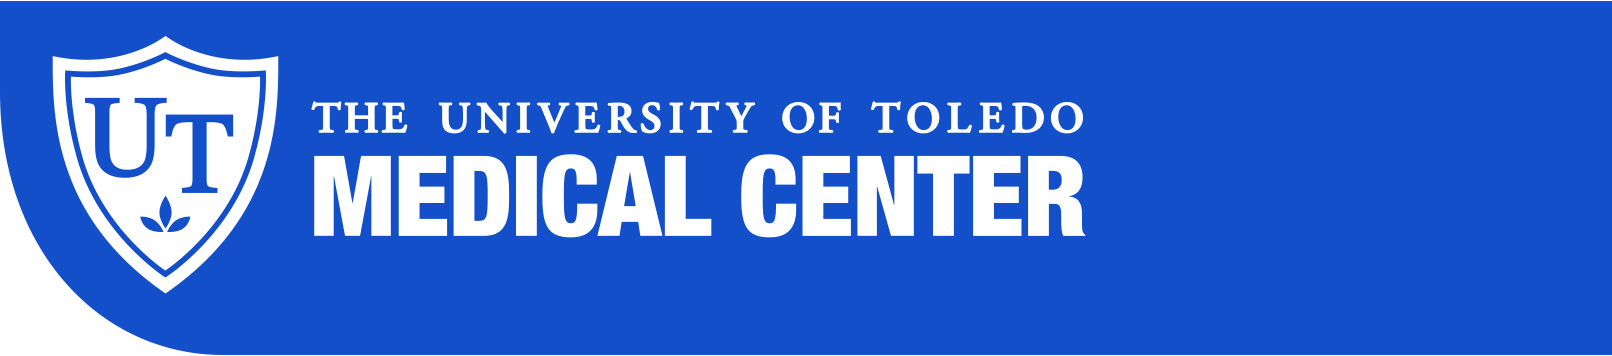 UT
THE UNIVERSITY OF TOLEDO
MEDICAL CENTER